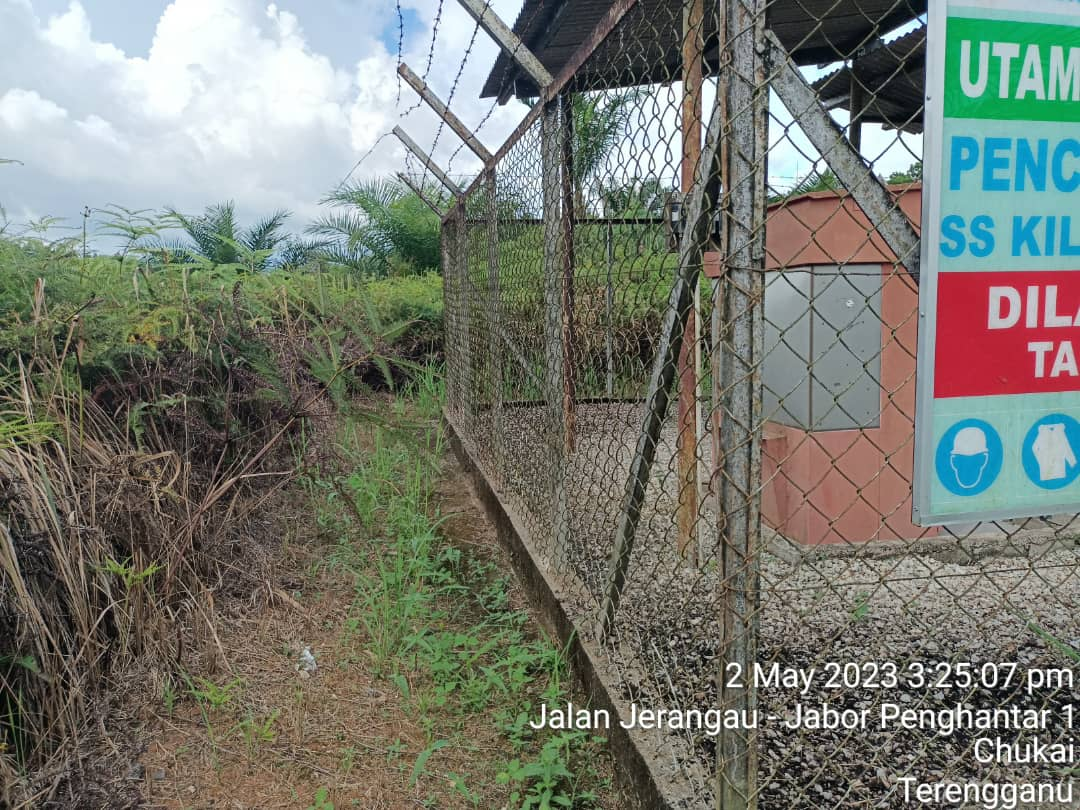 UTAM
PENC
SS KIL
DILA
TA
2 May 2023 3:25.07 pm
Jalan Jerangau - Jabor Penghantar 1
Chukai
Terengganu